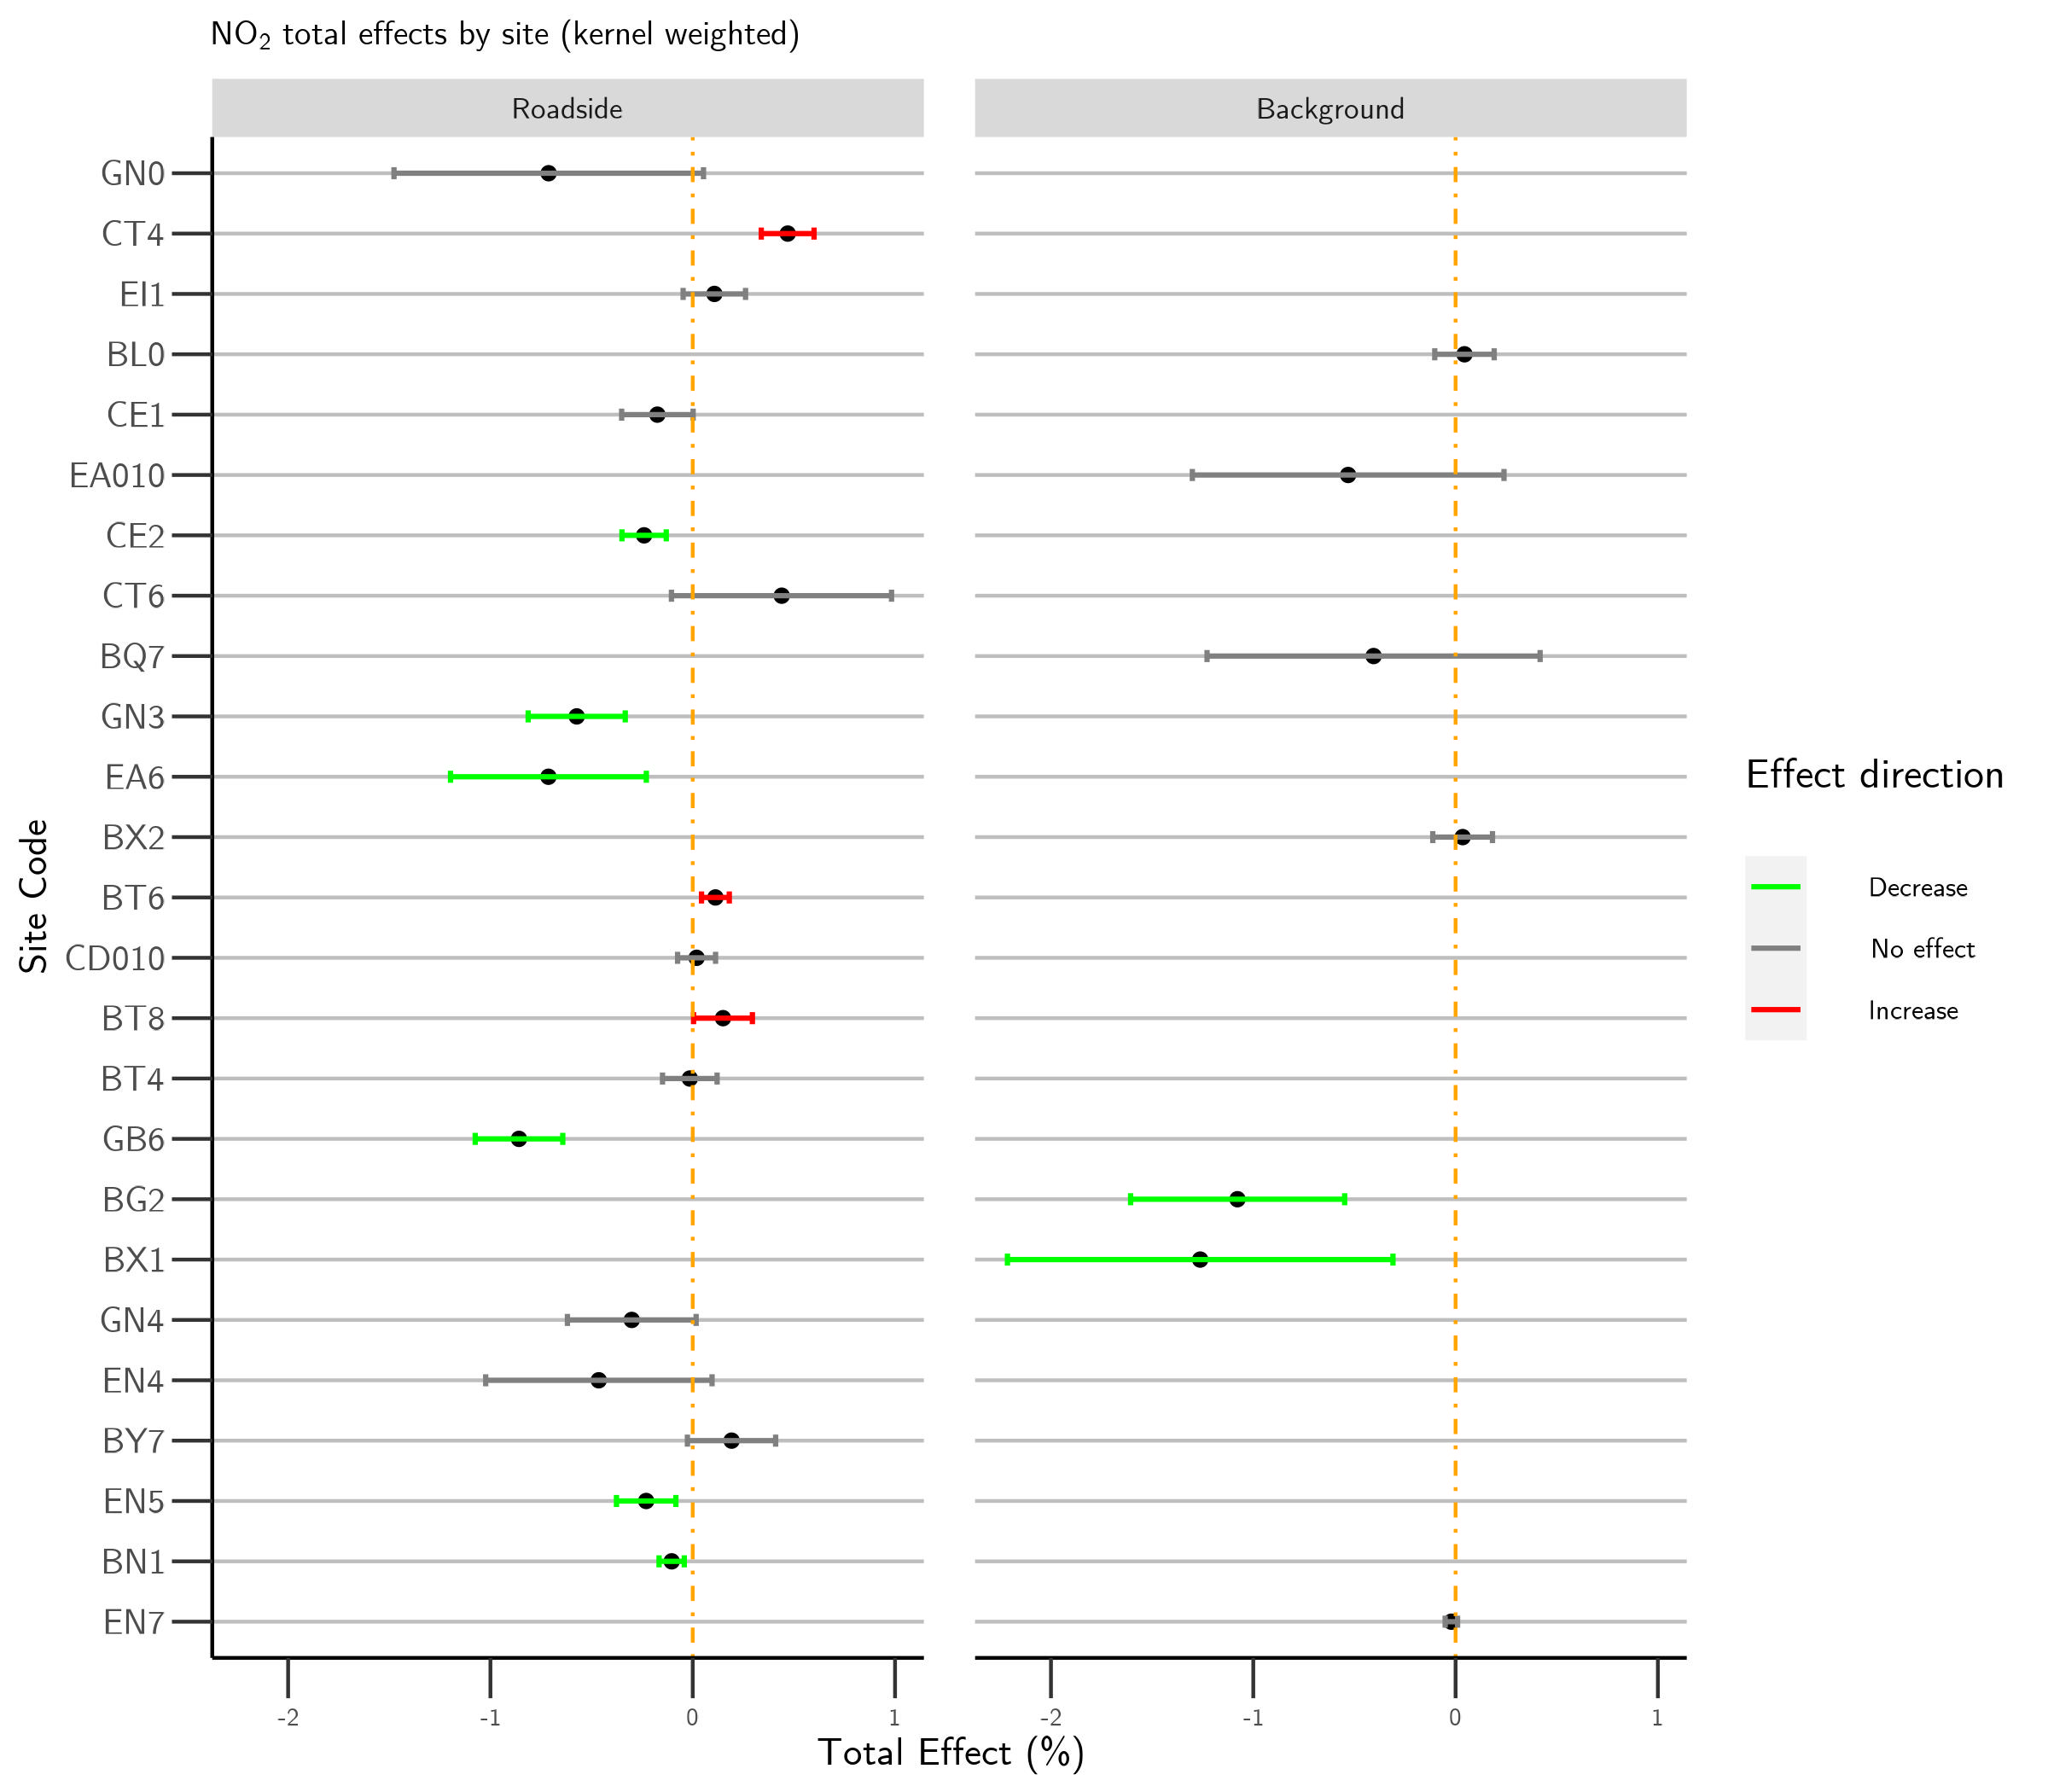 NO₂ total effects by site (kernel weighted)
Roadside
Background
GN0
CT4
EI1
BL0
CE1
EA010
CE2
CT6
BQ7
GN3
EA6
BX2
BT6
CD010
BT8
BT4
GB6
BG2
BX1
GN4
EN4
BY7
EN5
BN1
EN7
Site Code
-2 -1 0 1
-2 -1 0 1
Total Effect (%)
Effect direction
Decrease
No effect
Increase